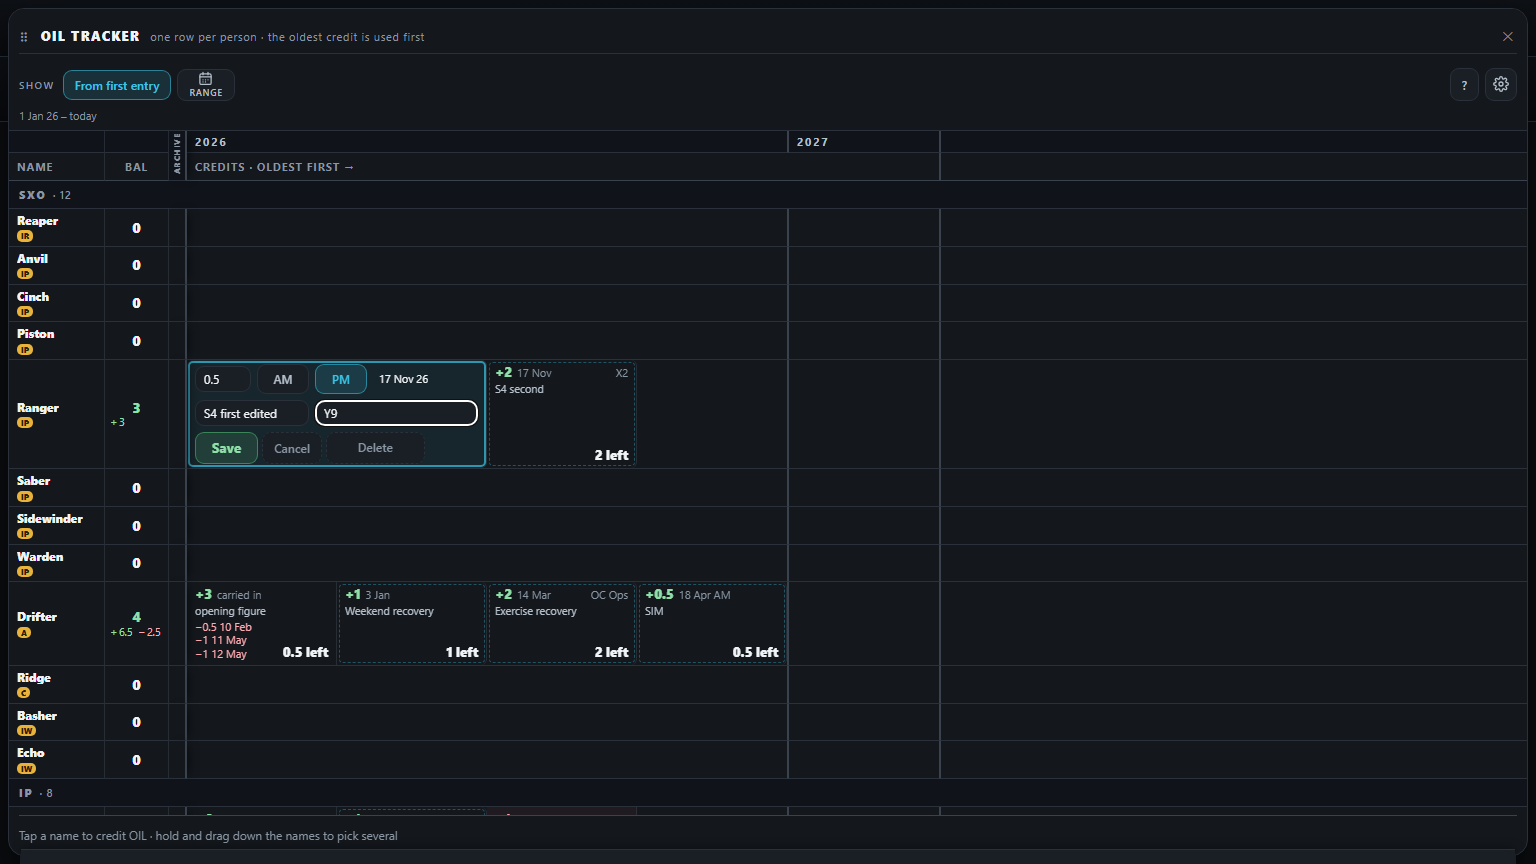 OIL TRACKER one row per person · the oldest credit is used first
SHOW From first entry RANGE ?
1 Jan 26 – today
ARCHIVE 2026 2027
NAME BAL CREDITS · OLDEST FIRST →
SXO · 12
Reaper 0
IR
Anvil 0
IP
Cinch 0
IP
Piston 0
IP
Ranger 3
IP +3
0.5 AM PM 17 Nov 26
S4 first edited Y9
Save Cancel Delete
+2 17 Nov X2
S4 second
2 left
Saber 0
IP
Sidewinder 0
IP
Warden 0
IP
Drifter 4
A +6.5 −2.5
+3 carried in
opening figure
−0.5 10 Feb
−1 11 May
−1 12 May 0.5 left
+1 3 Jan
Weekend recovery
1 left
+2 14 Mar OC Ops
Exercise recovery
2 left
+0.5 18 Apr AM
SIM
0.5 left
Ridge 0
C
Basher 0
IW
Echo 0
IW
IP · 8
Tap a name to credit OIL · hold and drag down the names to pick several